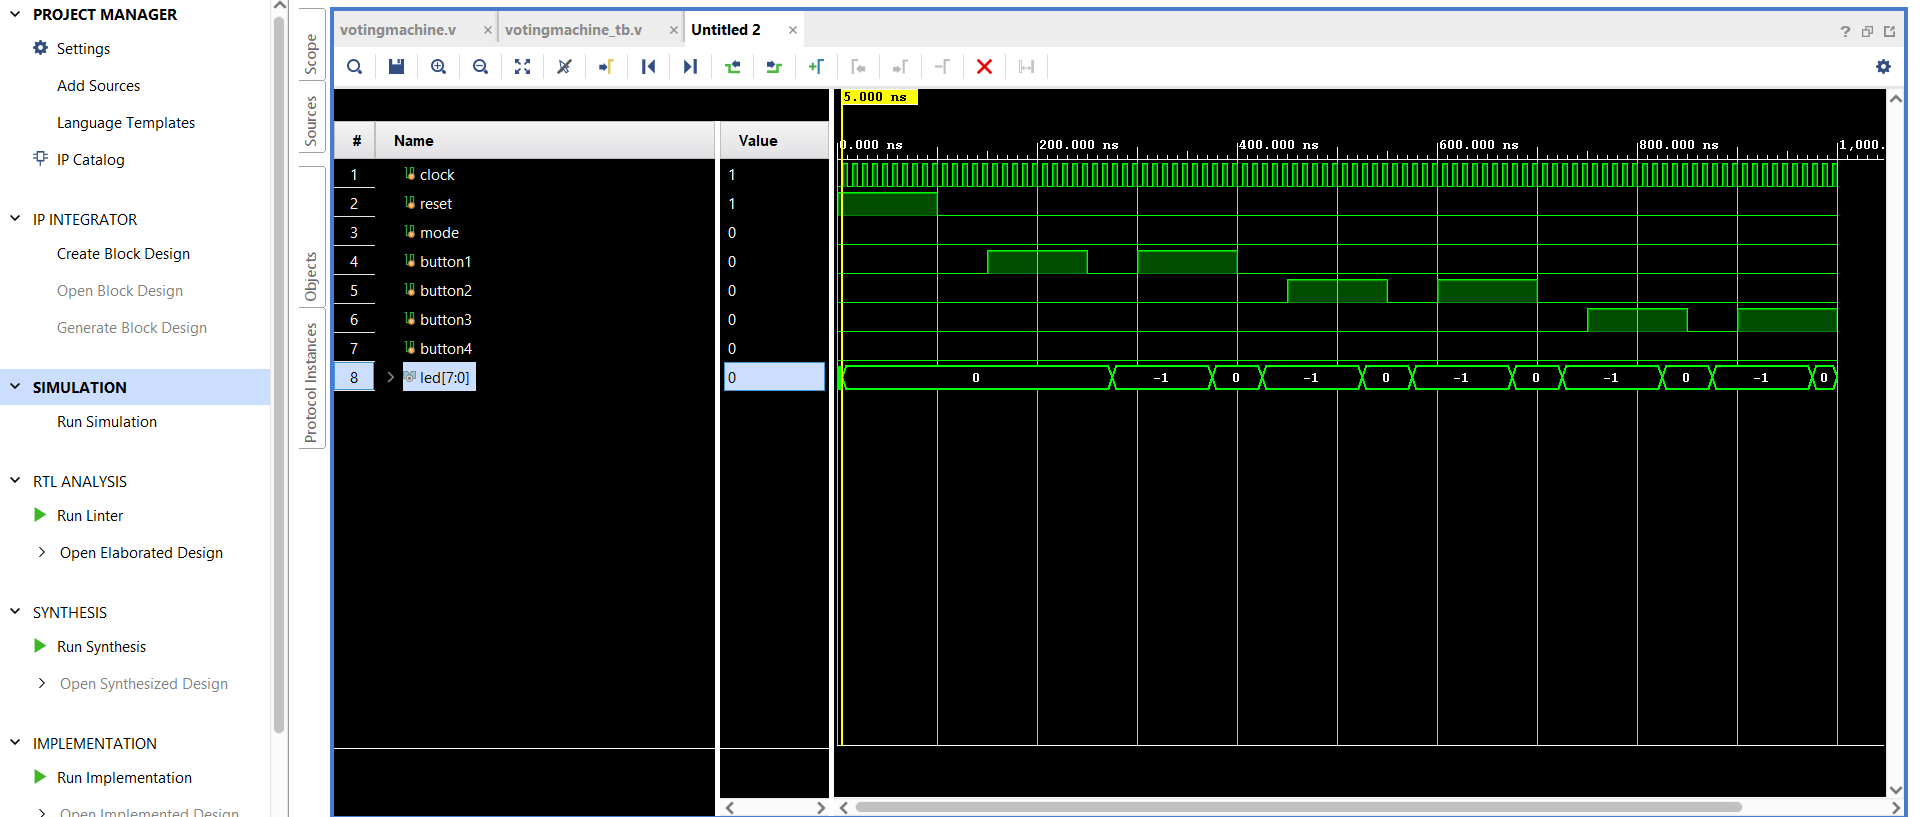 PROJECT MANAGER
Settings
Add Sources
Language Templates
IP Catalog
IP INTEGRATOR
Create Block Design
Open Block Design
Generate Block Design
SIMULATION
Run Simulation
RTL ANALYSIS
Run Linter
Open Elaborated Design
SYNTHESIS
Run Synthesis
Open Synthesized Design
IMPLEMENTATION
Run Implementation
Open Implemented Design
Scope
Sources
Objects
Protocol Instances
votingmachine.v
votingmachine_tb.v
Untitled 2
5.000 ns
# Name Value
0.000 ns 200.000 ns 400.000 ns 600.000 ns 800.000 ns 1,000.
1 clock 1
2 reset 1
3 mode 0
4 button1 0
5 button2 0
6 button3 0
7 button4 0
8 led[7:0] 0
0 -1 0 -1 0 -1 0 -1 0 -1 0